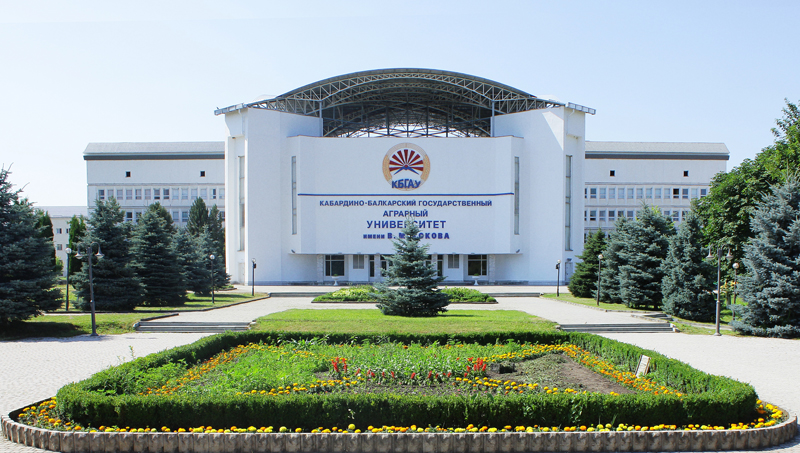 КБГАУ
КАБАРДИНО-БАЛКАРСКИЙ ГОСУДАРСТВЕННЫЙ
АГРАРНЫЙ
УНИВЕРСИТЕТ
ИМЕНИ В.